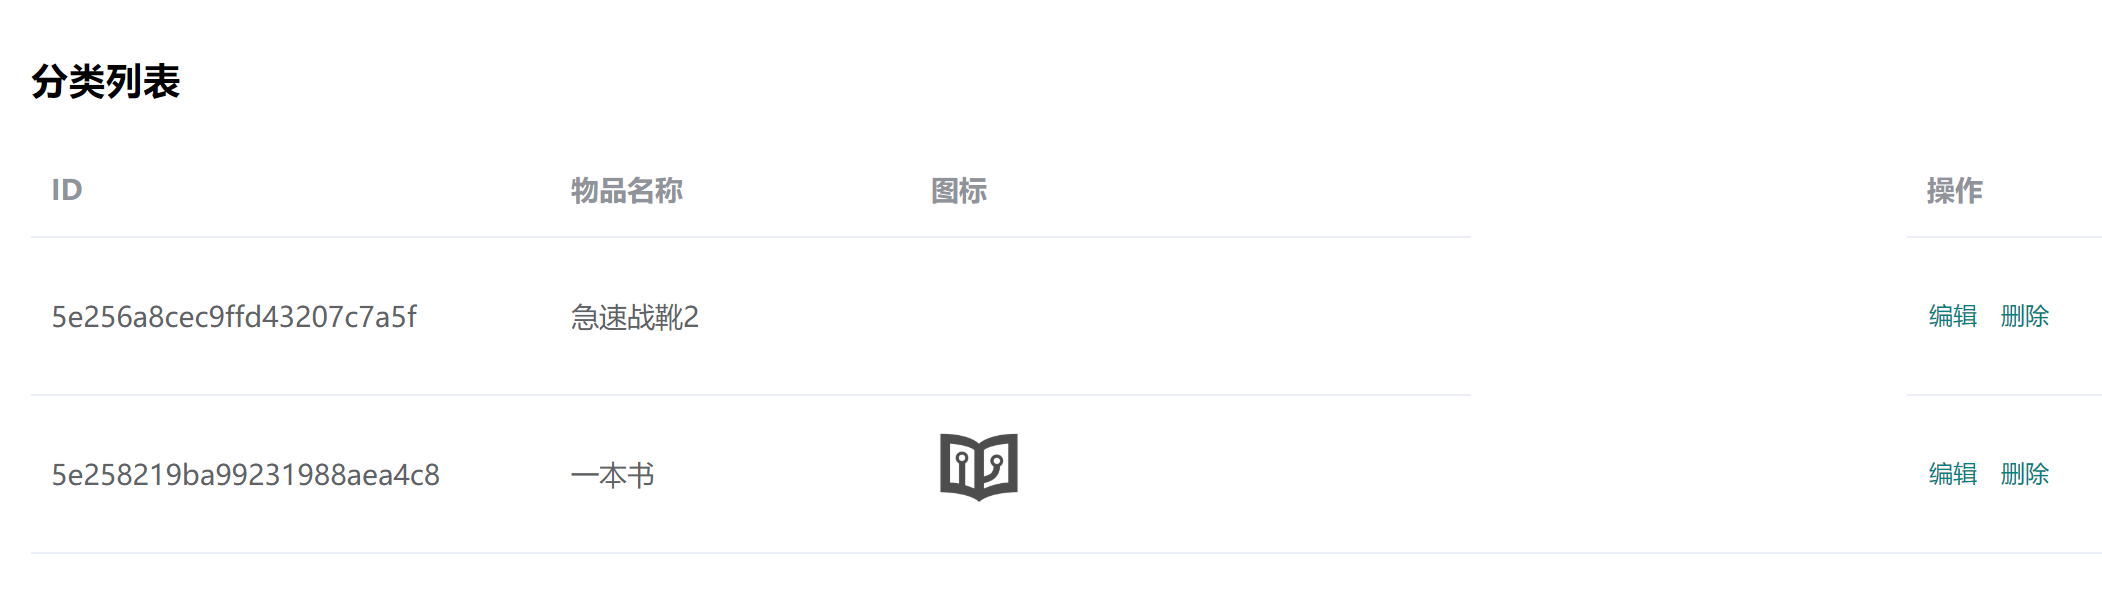 分类列表
ID 物品名称 图标 操作
5e256a8cec9ffd43207c7a5f 急速战靴2 编辑 删除
5e258219ba99231988aea4c8 一本书 编辑 删除